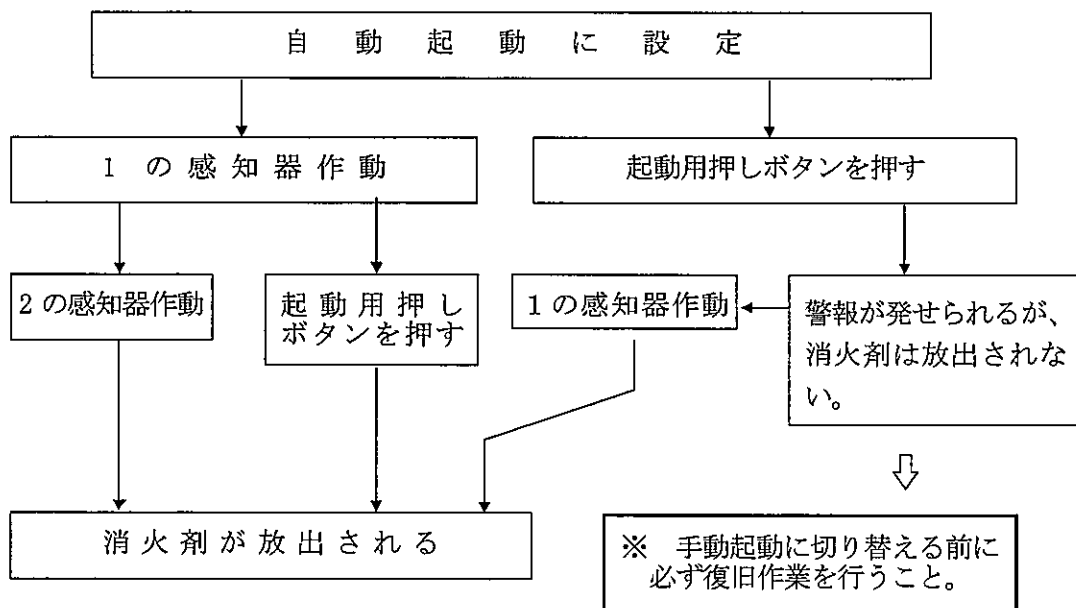 自動起動に設定
1の感知器作動
起動用押しボタンを押す
2の感知器作動
起動用押し
ボタンを押す
1の感知器作動
警報が発せられるが、
消火剤は放出されな
い。
消火剤が放出される
※ 手動起動に切り替える前に
必ず復旧作業を行うこと。